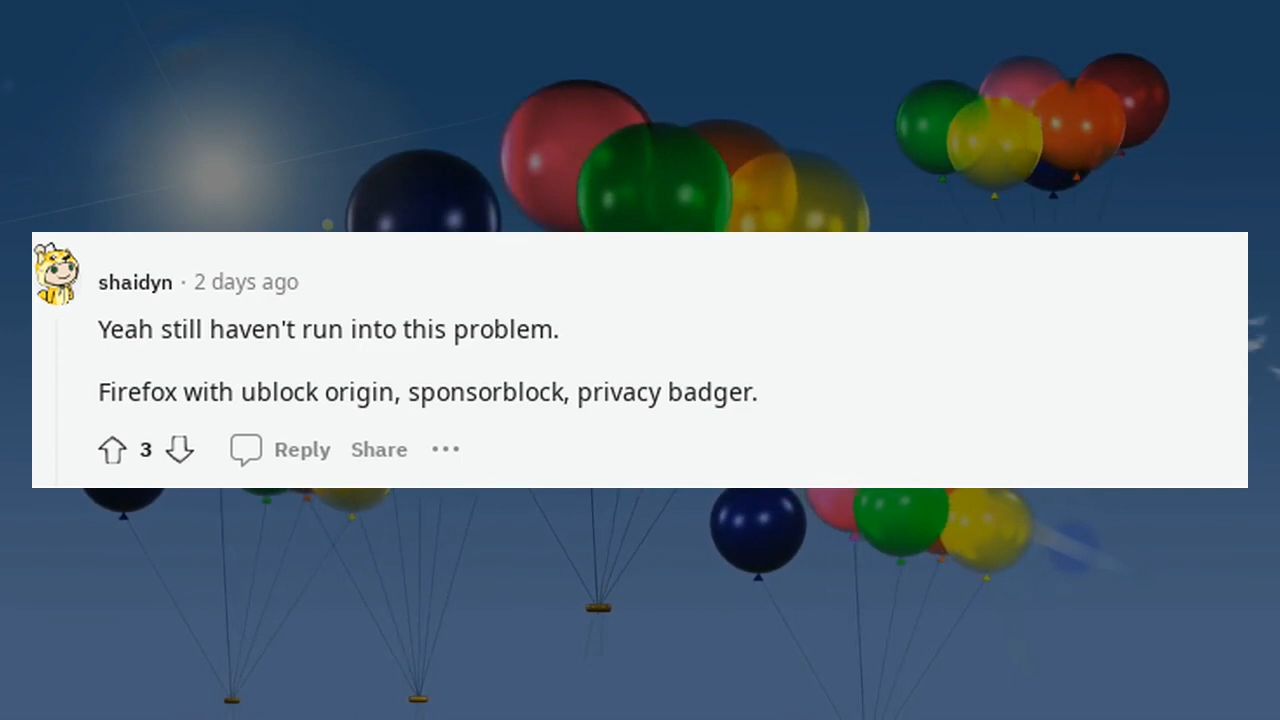 shaidyn · 2 days ago
Yeah still haven't run into this problem.
Firefox with ublock origin, sponsorblock, privacy badger.
3 Reply Share ···